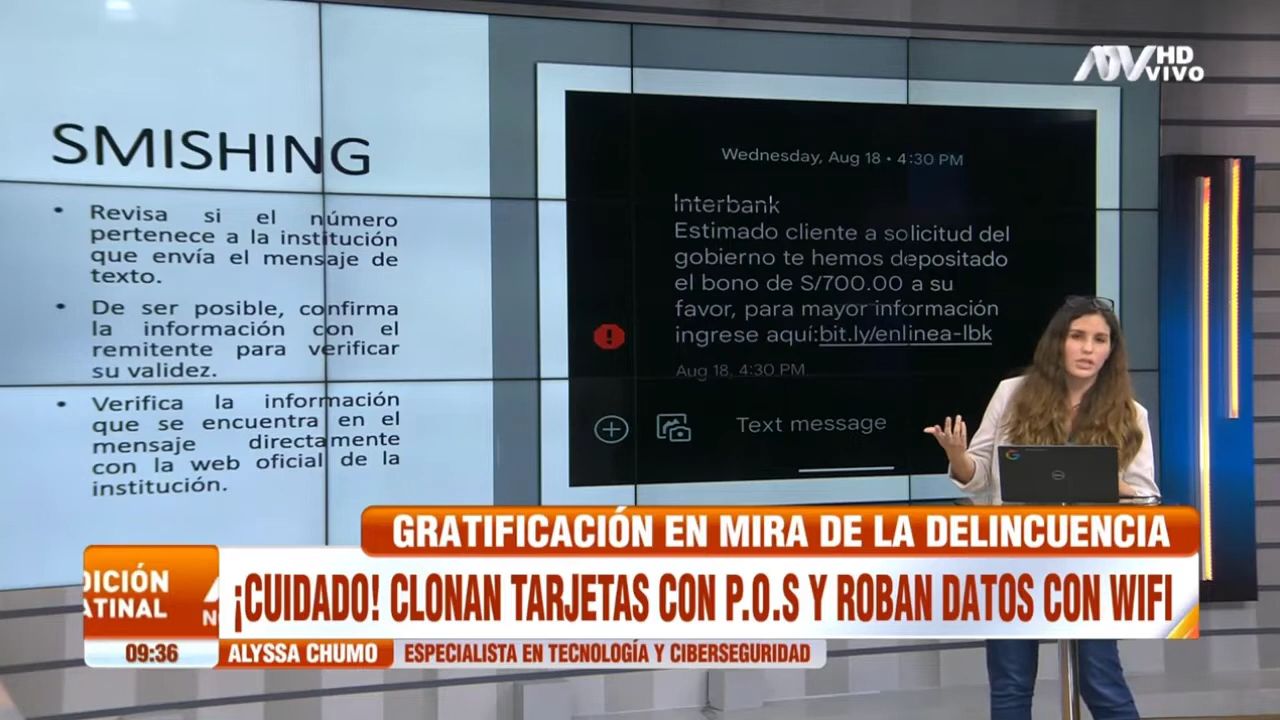 ATV HD
VIVO
SMISHING
• Revisa si el número
pertenece a la institución
que envía el mensaje de
texto.
• De ser posible, confirma
la información con el
remitente para verificar
su validez.
• Verifica la información
que se encuentra en el
mensaje directamente
con la web oficial de la
institución.
Wednesday, Aug 18 • 4:30 PM
Interbank
Estimado cliente a solicitud del
gobierno te hemos depositado
el bono de S/700.00 a su
favor, para mayor información
ingrese aquí:bit.ly/enlinea-lbk
Aug 18, 4:30 PM
Text message
DELL
GRATIFICACIÓN EN MIRA DE LA DELINCUENCIA
DICIÓN
ATINAL
¡CUIDADO! CLONAN TARJETAS CON P.O.S Y ROBAN DATOS CON WIFI
09:36
ALYSSA CHUMO
ESPECIALISTA EN TECNOLOGÍA Y CIBERSEGURIDAD